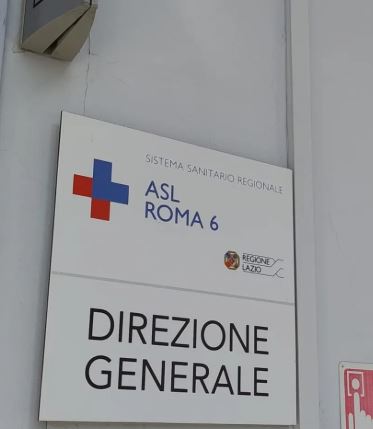 SISTEMA SANITARIO REGIONALE
ASL
ROMA 6
REGIONE
LAZIO
DIREZIONE
GENERALE